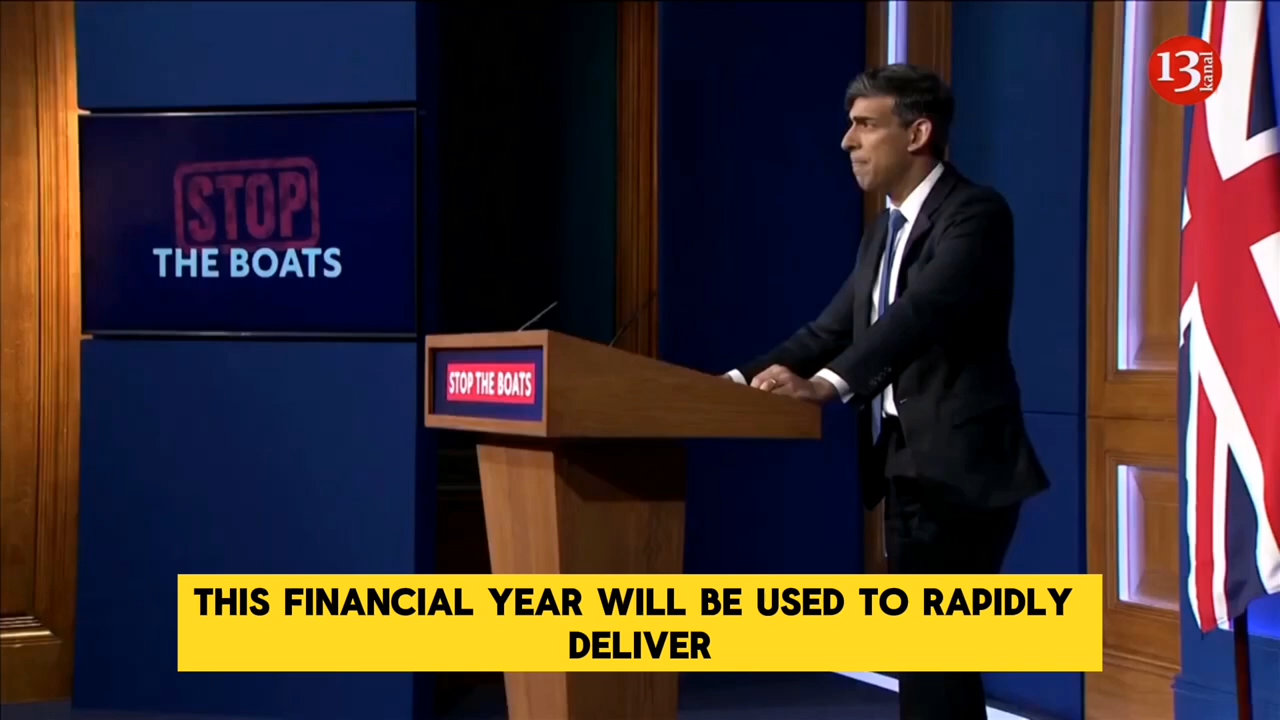 13
kanal
STOP
THE BOATS
STOP THE BOATS
THIS FINANCIAL YEAR WILL BE USED TO RAPIDLY
DELIVER